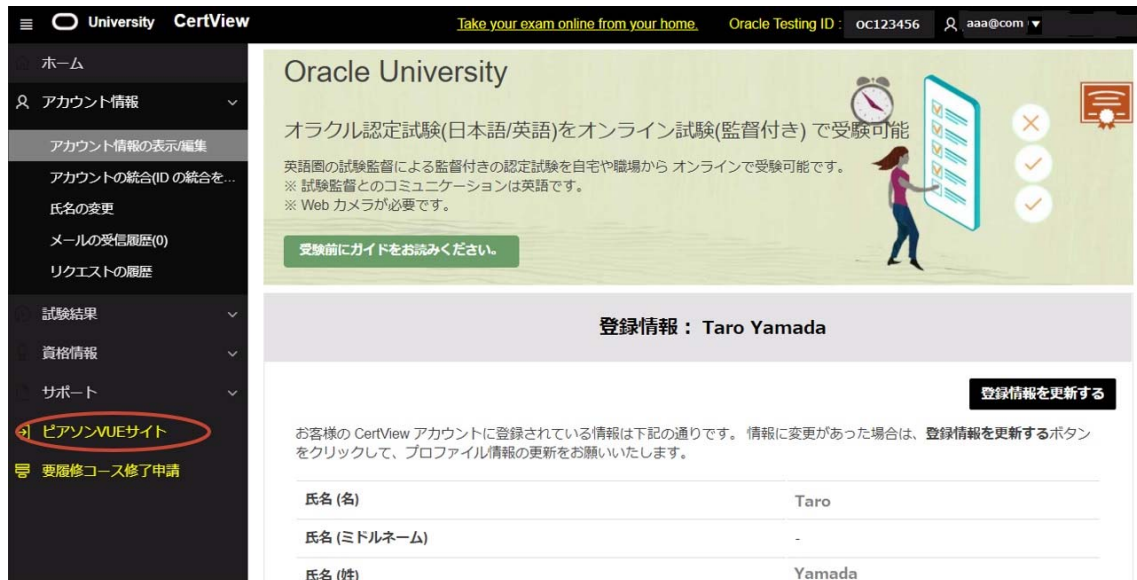 University CertView
Take your exam online from your home.
Oracle Testing ID : OC123456
aaa@com
ホーム
アカウント情報
アカウント情報の表示/編集
アカウントの統合(ID の統合を...
氏名の変更
メールの受信履歴(0)
リクエストの履歴
試験結果
資格情報
サポート
ピアソンVUEサイト
要履修コース修了申請
Oracle University
オラクル認定試験(日本語/英語)をオンライン試験(監督付き) で受験可能
英語圏の試験監督による監督付きの認定試験を自宅や職場から オンラインで受験可能です。
※ 試験監督とのコミュニケーションは英語です。
※ Web カメラが必要です。
受験前にガイドをお読みください。
登録情報： Taro Yamada
登録情報を更新する
お客様の CertView アカウントに登録されている情報は下記の通りです。 情報に変更があった場合は、登録情報を更新するボタン
をクリックして、プロファイル情報の更新をお願いいたします。
氏名 (名) Taro
氏名 (ミドルネーム) -
氏名 (姓) Yamada